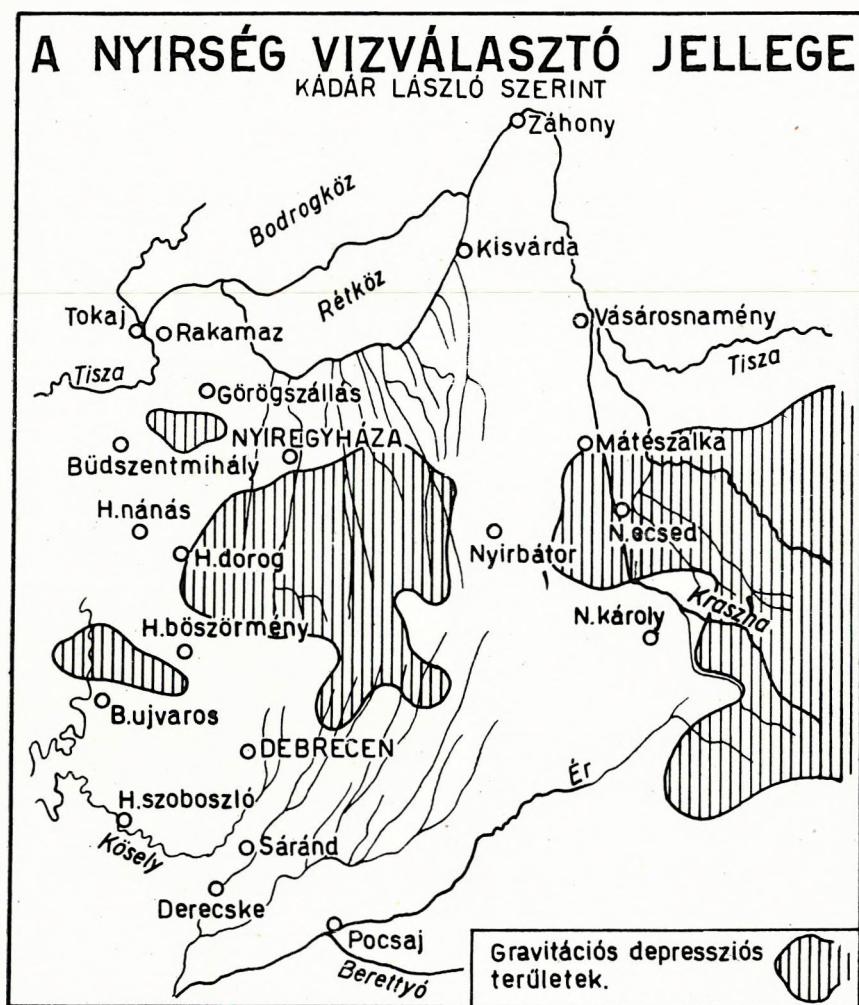 A NYIRSÉG VIZVÁLASZTÓ JELLEGE
KÁDÁR LÁSZLÓ SZERINT
Záhony
Bodrogköz
Kisvárda
Rétköz
Tokaj
Rakamaz
Vásárosnamény
Tisza
Tisza
Görögszállás
NYIREGYHÁZA
Mátészalka
Büdszentmihály
H.nánás
N.ecsed
Nyirbátor
H.dorog
Kraszna
N.károly
H.böszörmény
B.ujvaros
DEBRECEN
Ér
H.szoboszló
Kösely
Sáránd
Derecske
Pocsaj
Berettyó
Gravitációs depressziós
területek.